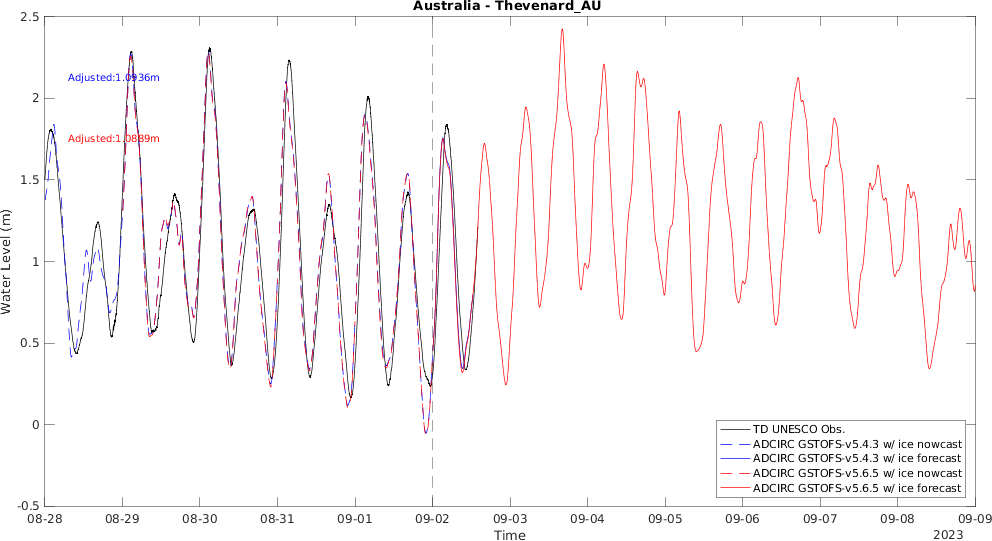 Australia - Thevenard_AU
2.5
2
1.5
1
0.5
0
-0.5
Water Level (m)
Adjusted:1.0936m
Adjusted:1.0889m
TD UNESCO Obs.
ADCIRC GSTOFS-v5.4.3 w/ ice nowcast
ADCIRC GSTOFS-v5.4.3 w/ ice forecast
ADCIRC GSTOFS-v5.6.5 w/ ice nowcast
ADCIRC GSTOFS-v5.6.5 w/ ice forecast
08-28 08-29 08-30 08-31 09-01 09-02 09-03 09-04 09-05 09-06 09-07 09-08 09-09
Time
2023